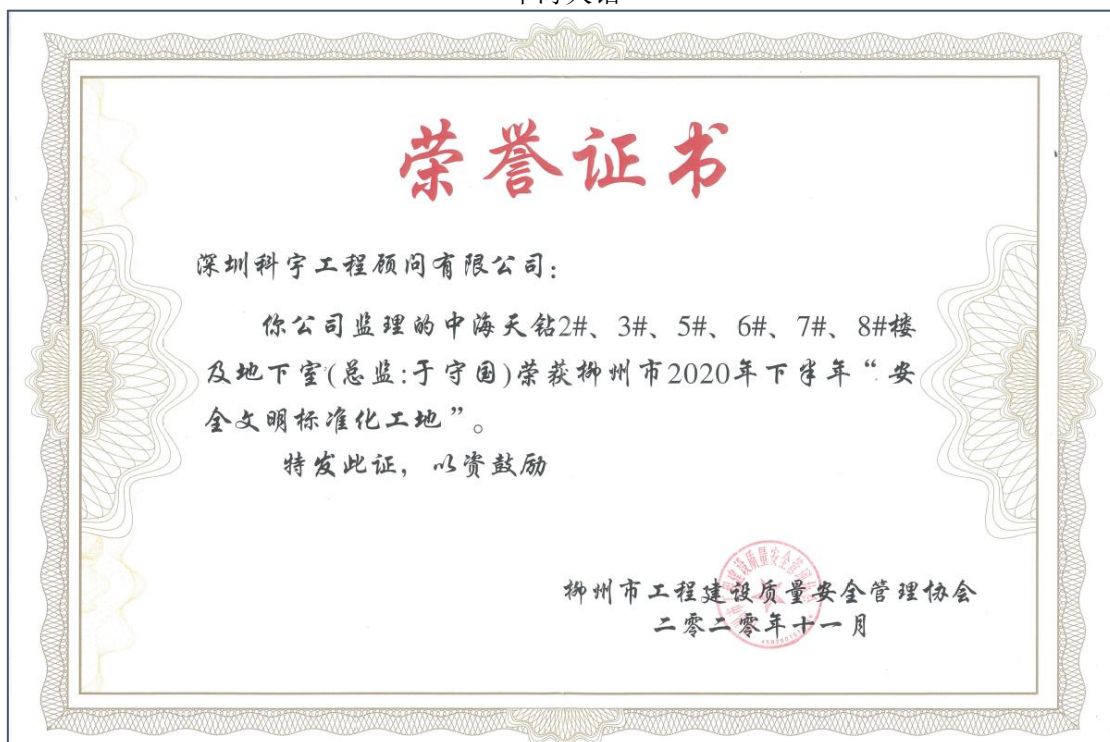 荣誉证书
深圳科宇工程顾问有限公司：
你公司监理的中海天钻2#、3#、5#、6#、7#、8#楼
及地下室(总监:于守国)荣获柳州市2020年下半年“安
全文明标准化工地”。
特发此证，以资鼓励
柳州市工程建设质量安全管理协会
二零二零年十一月